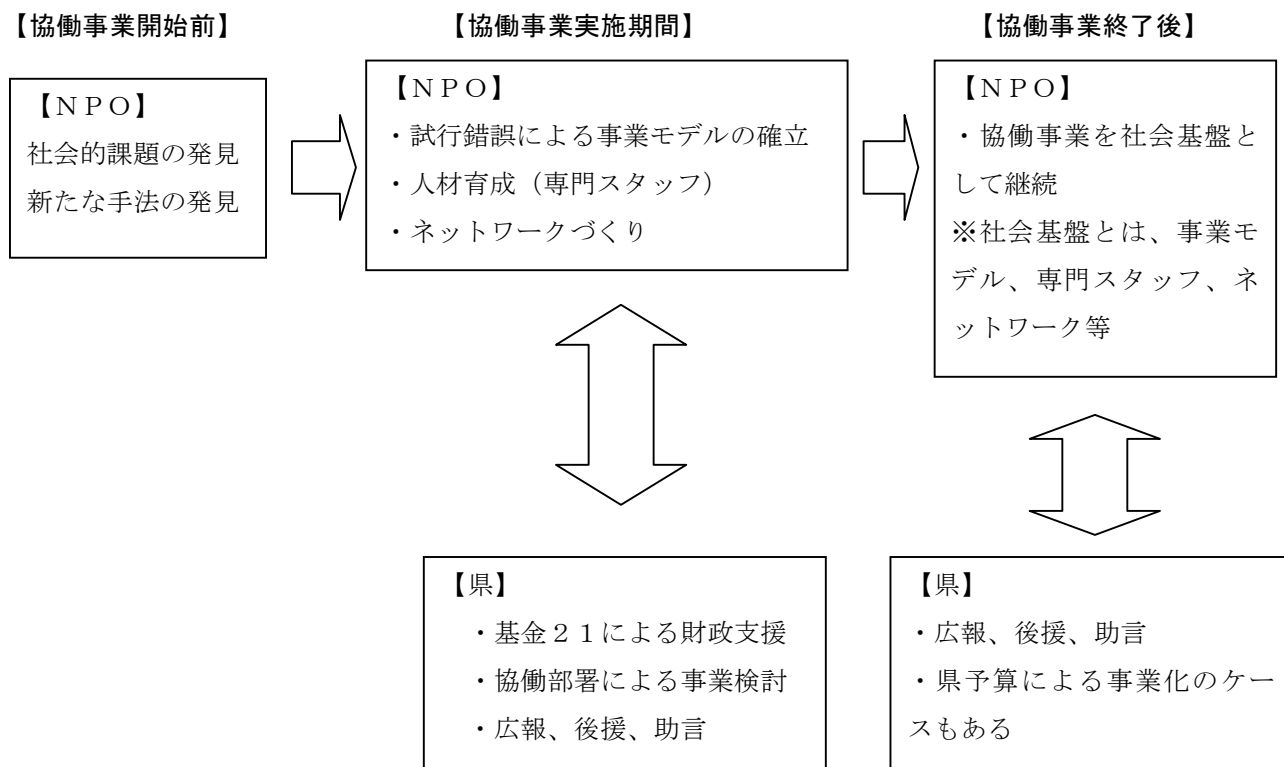 【協働事業開始前】
【協働事業実施期間】
【協働事業終了後】
【ＮＰＯ】
社会的課題の発見
新たな手法の発見
【ＮＰＯ】
・試行錯誤による事業モデルの確立
・人材育成（専門スタッフ）
・ネットワークづくり
【ＮＰＯ】
・協働事業を社会基盤と
して継続
※社会基盤とは、事業モ
デル、専門スタッフ、ネ
ットワーク等
【県】
・基金２１による財政支援
・協働部署による事業検討
・広報、後援、助言
【県】
・広報、後援、助言
・県予算による事業化のケー
スもある